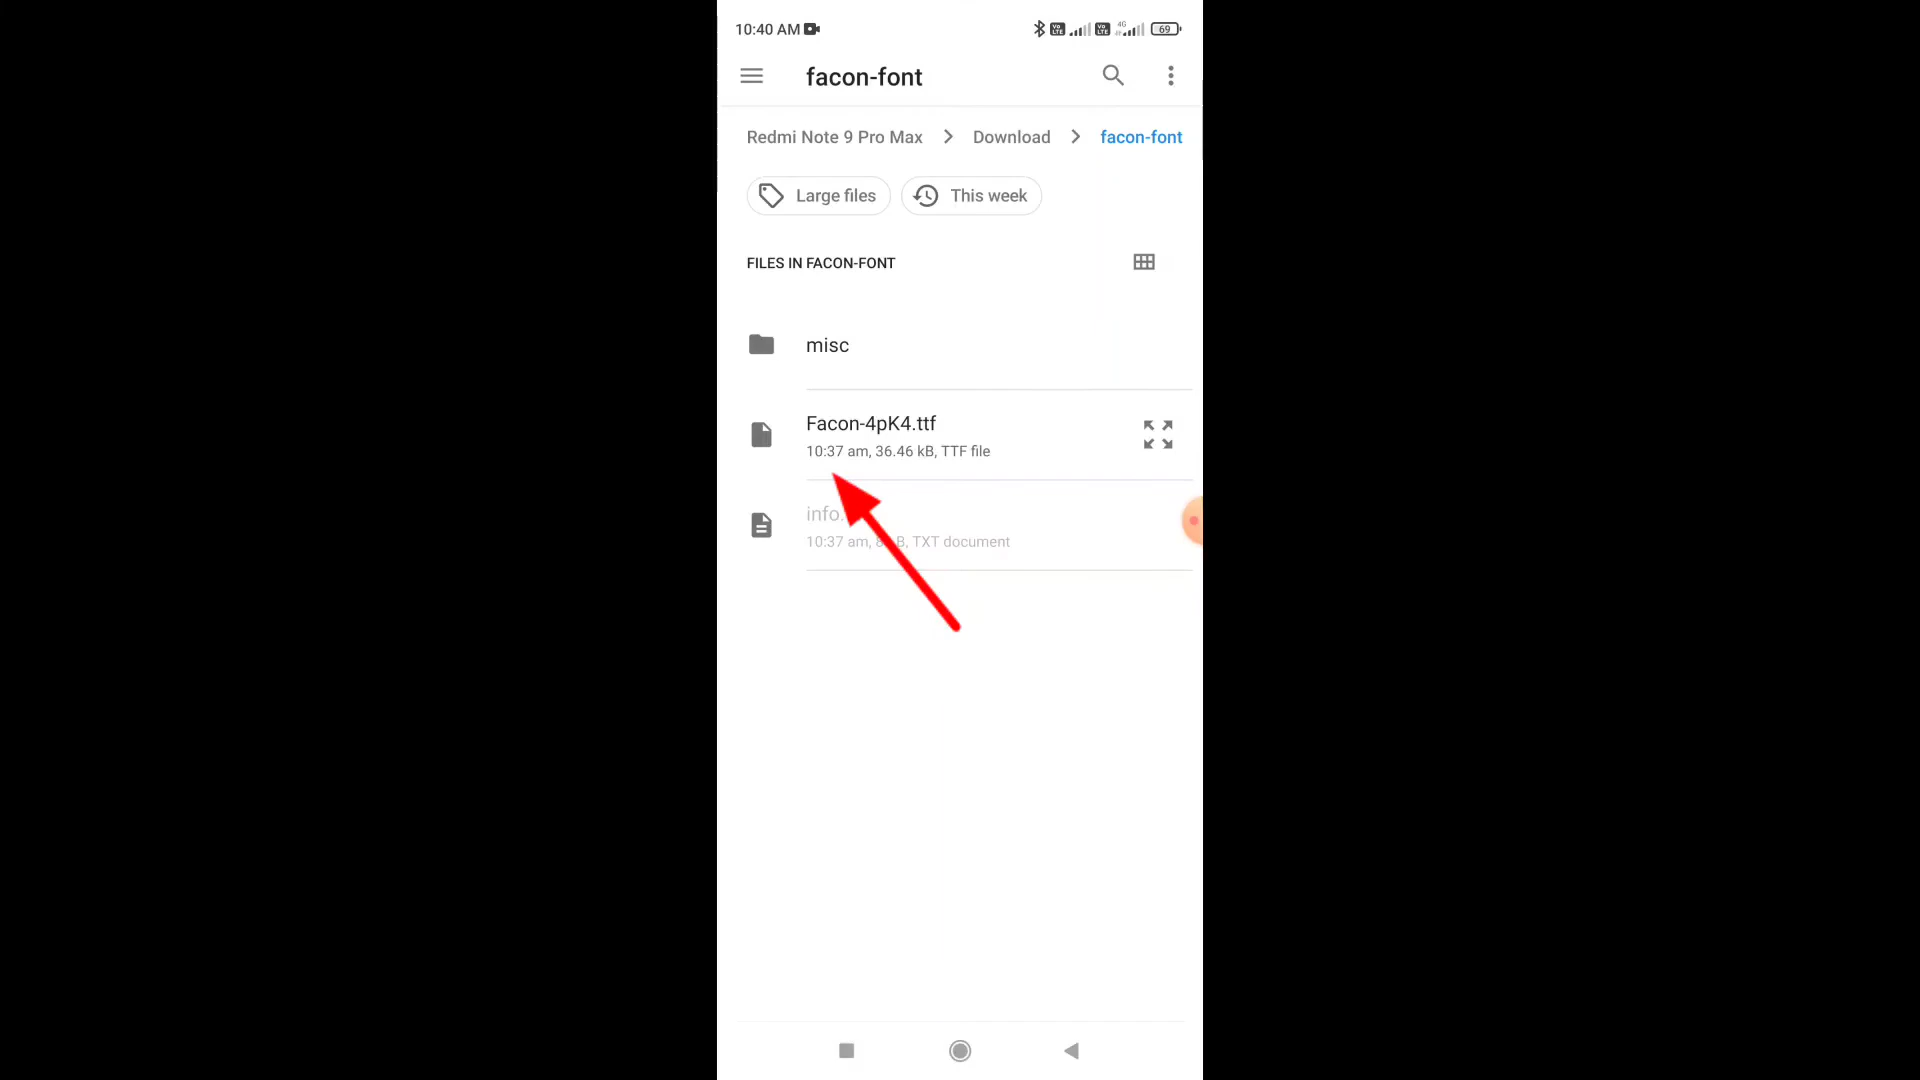 10:40 AM
4G
69
facon-font
Redmi Note 9 Pro Max > Download > facon-font
Large files
This week
FILES IN FACON-FONT
misc
Facon-4pK4.ttf
10:37 am, 36.46 kB, TTF file
info.
10:37 am, B, TXT document